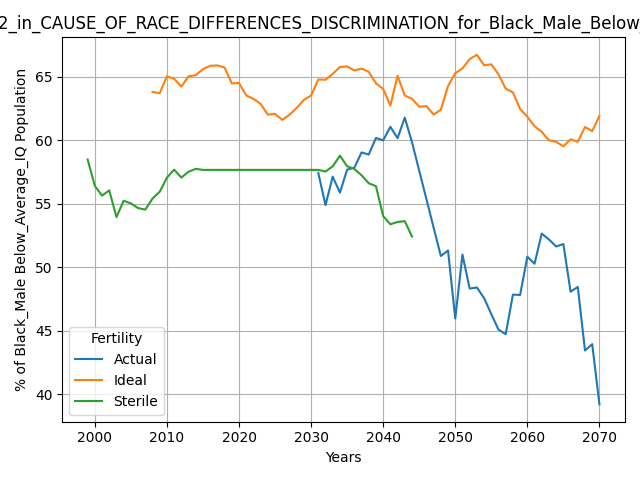 2_in_CAUSE_OF_RACE_DIFFERENCES_DISCRIMINATION_for_Black_Male_Below_
% of Black_Male Below_Average_IQ Population
65
60
55
50
45
40
Fertility
Actual
Ideal
Sterile
2000 2010 2020 2030 2040 2050 2060 2070
Years